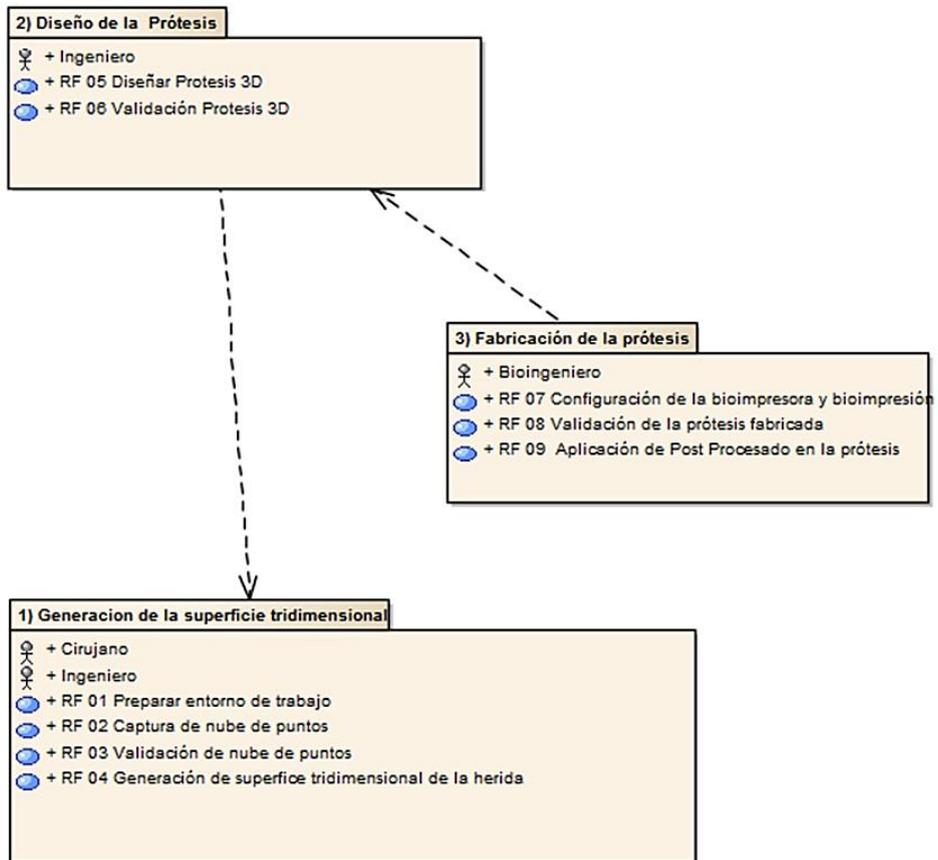 2) Diseño de la Prótesis
+ Ingeniero
+ RF 05 Diseñar Protesis 3D
+ RF 06 Validación Protesis 3D
3) Fabricación de la prótesis
+ Bioingeniero
+ RF 07 Configuración de la bioimpresora y bioimpresión
+ RF 08 Validación de la prótesis fabricada
+ RF 09 Aplicación de Post Procesado en la prótesis
1) Generacion de la superficie tridimensional
+ Cirujano
+ Ingeniero
+ RF 01 Preparar entorno de trabajo
+ RF 02 Captura de nube de puntos
+ RF 03 Validación de nube de puntos
+ RF 04 Generación de superfice tridimensional de la herida